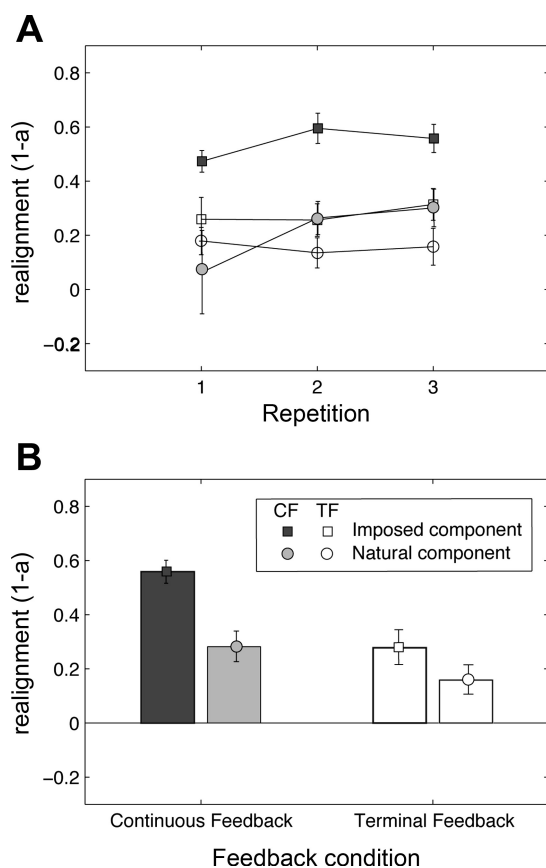 A
realignment (1-a)
0.8
0.6
0.4
0.2
0
−0.2
1 2 3
Repetition
B
realignment (1-a)
0.8
0.6
0.4
0.2
0
−0.2
CF TF
Imposed component
Natural component
Continuous Feedback Terminal Feedback
Feedback condition